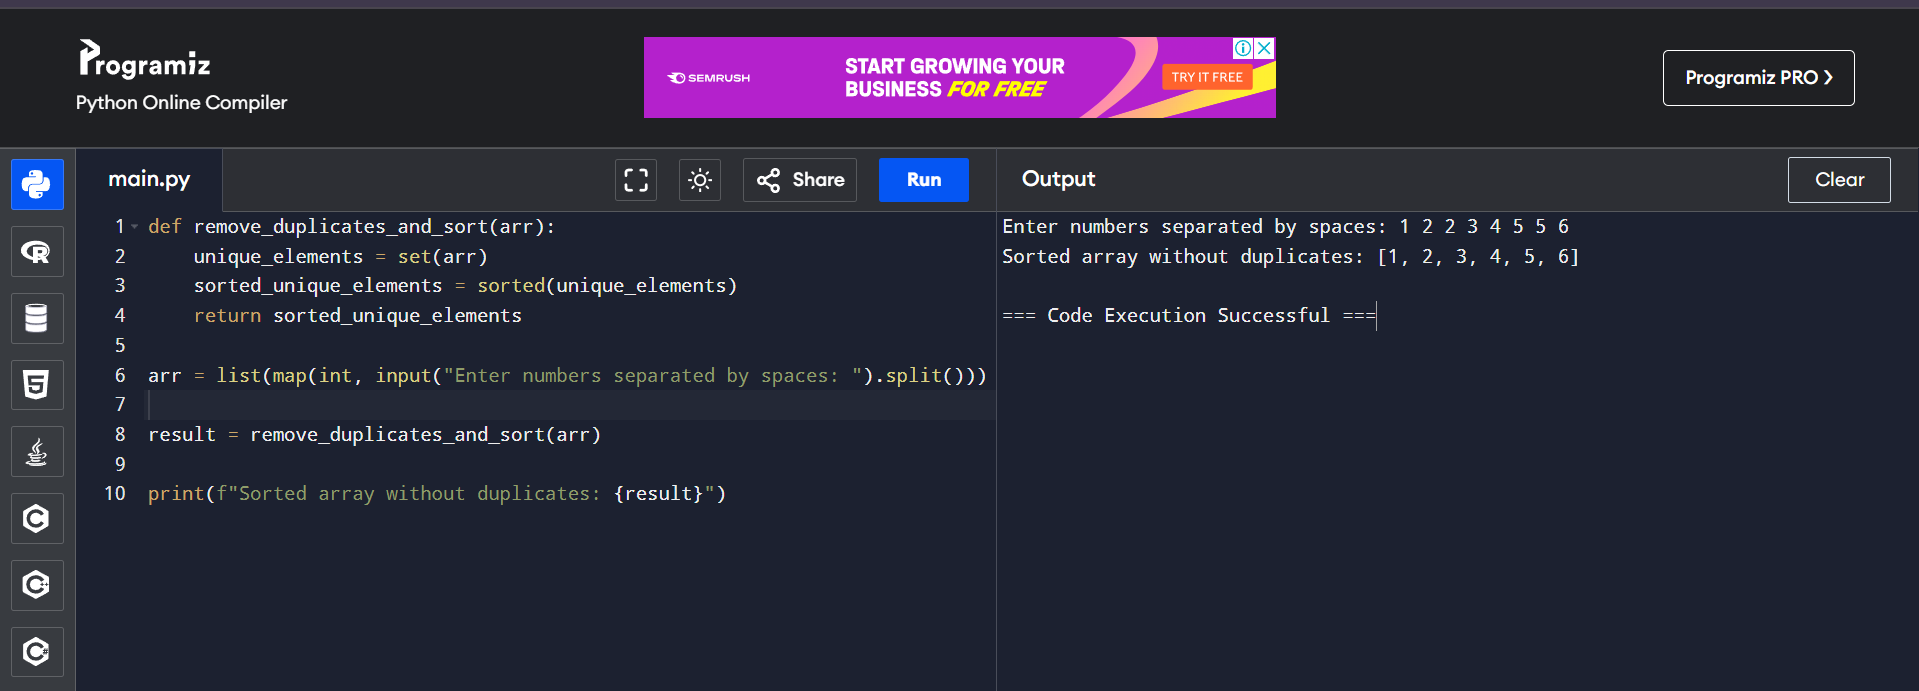 Programiz
Python Online Compiler
SEMRUSH
START GROWING YOUR
BUSINESS FOR FREE
TRY IT FREE
Programiz PRO
main.py
Share
Run
Output
Clear
1 def remove_duplicates_and_sort(arr):
2     unique_elements = set(arr)
3     sorted_unique_elements = sorted(unique_elements)
4     return sorted_unique_elements
5
6 arr = list(map(int, input("Enter numbers separated by spaces: ").split()))
7
8 result = remove_duplicates_and_sort(arr)
9
10 print(f"Sorted array without duplicates: {result}")
Enter numbers separated by spaces: 1 2 2 3 4 5 5 6
Sorted array without duplicates: [1, 2, 3, 4, 5, 6]
=== Code Execution Successful ===
R
5
C
C++
C#